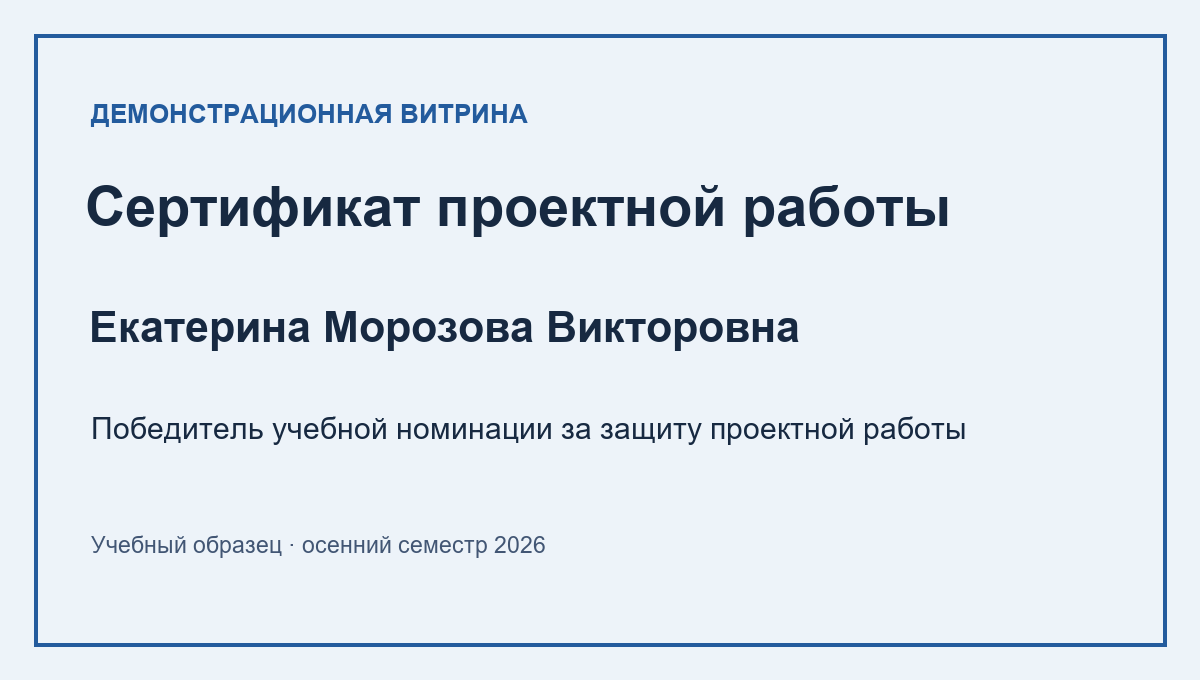 ДЕМОНСТРАЦИОННАЯ ВИТРИНА
Сертификат проектной работы
Екатерина Морозова Викторовна
Победитель учебной номинации за защиту проектной работы
Учебный образец · осенний семестр 2026